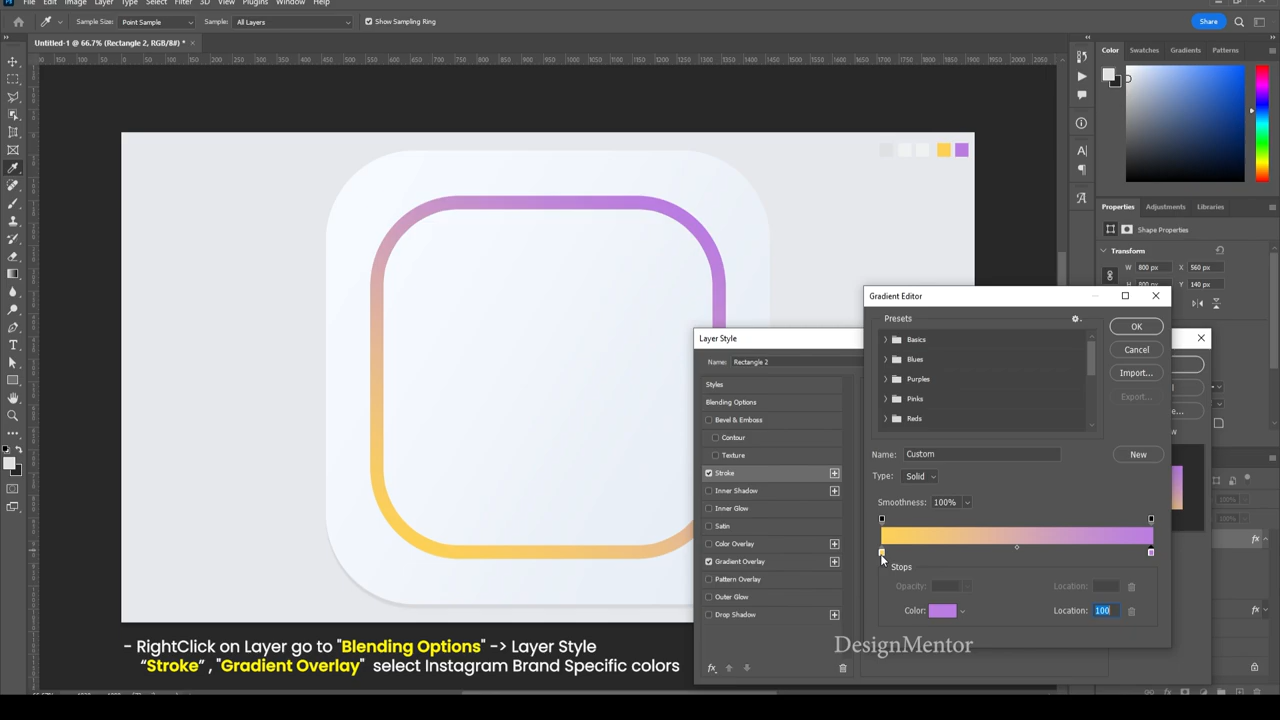 File Edit Image Layer Type Select Filter 3D View Plugins Window Help
Sample Size: Point Sample Sample: All Layers Show Sampling Ring Share
Untitled-1 @ 66.7% (Rectangle 2, RGB/8#) * ×
Color Swatches Gradients Patterns
Properties Adjustments Libraries
Shape Properties
Transform
W 800 px X 560 px
H 800 px Y 140 px
Gradient Editor
Presets
Basics
Blues
Purples
Pinks
Reds
OK
Cancel
Import...
Export...
Name: Custom New
Type: Solid
Smoothness: 100%
Stops
Opacity: Location:
Color: Location: 100
Layer Style
Name: Rectangle 2
Styles
Blending Options
Bevel & Emboss
Contour
Texture
Stroke
Inner Shadow
Inner Glow
Satin
Color Overlay
Gradient Overlay
Pattern Overlay
Outer Glow
Drop Shadow
fx
fx
fx
- RightClick on Layer go to "Blending Options" -> Layer Style
“Stroke” , "Gradient Overlay" select Instagram Brand Specific colors
DesignMentor